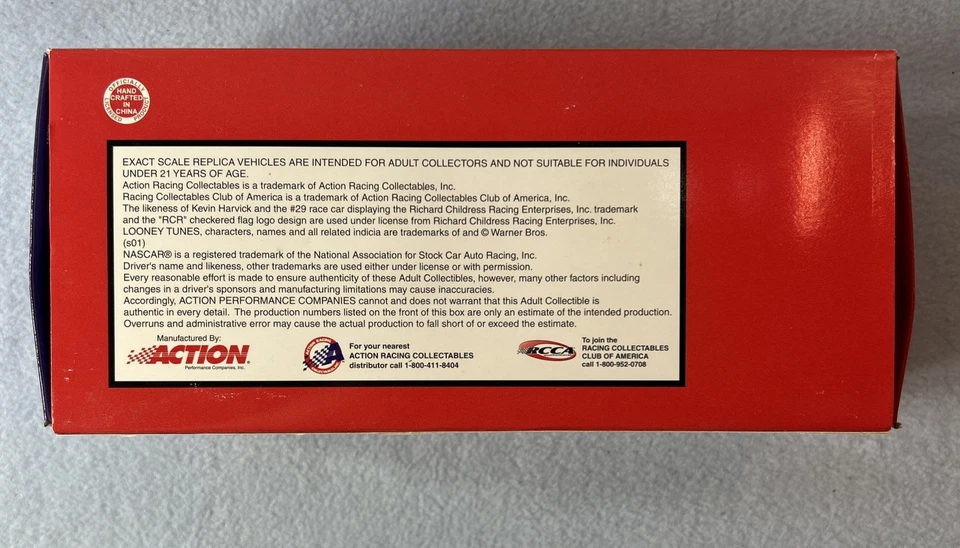 OFFICIALLY
HAND
CRAFTED
IN
CHINA
LICENSED PRODUCT
EXACT SCALE REPLICA VEHICLES ARE INTENDED FOR ADULT COLLECTORS AND NOT SUITABLE FOR INDIVIDUALS
UNDER 21 YEARS OF AGE.
Action Racing Collectables is a trademark of Action Racing Collectables, Inc.
Racing Collectables Club of America is a trademark of Action Racing Collectables Club of America, Inc.
The likeness of Kevin Harvick and the #29 race car displaying the Richard Childress Racing Enterprises, Inc. trademark
and the "RCR" checkered flag logo design are used under license from Richard Childress Racing Enterprises, Inc.
LOONEY TUNES, characters, names and all related indicia are trademarks of and © Warner Bros.
(s01)
NASCAR® is a registered trademark of the National Association for Stock Car Auto Racing, Inc.
Driver's name and likeness, other trademarks are used either under license or with permission.
Every reasonable effort is made to ensure authenticity of these Adult Collectibles, however, many other factors including
changes in a driver's sponsors and manufacturing limitations may cause inaccuracies.
Accordingly, ACTION PERFORMANCE COMPANIES cannot and does not warrant that this Adult Collectible is
authentic in every detail. The production numbers listed on the front of this box are only an estimate of the intended production.
Overruns and administrative error may cause the actual production to fall short of or exceed the estimate.
Manufactured By:
ACTION
Performance Companies, Inc.
For your nearest
ACTION RACING COLLECTABLES
distributor call 1-800-411-8404
RCCA
To join the
RACING COLLECTABLES
CLUB OF AMERICA
call 1-800-952-0708